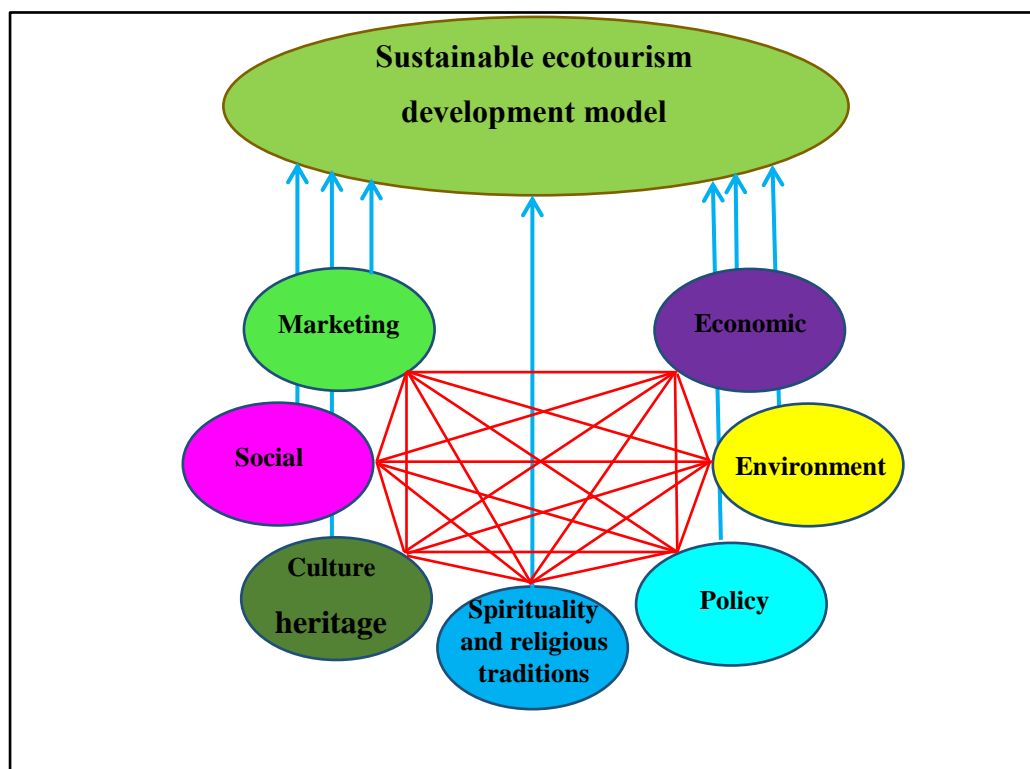 Sustainable ecotourism
development model
Marketing
Economic
Social
Environment
Culture
heritage
Spirituality
and religious
traditions
Policy